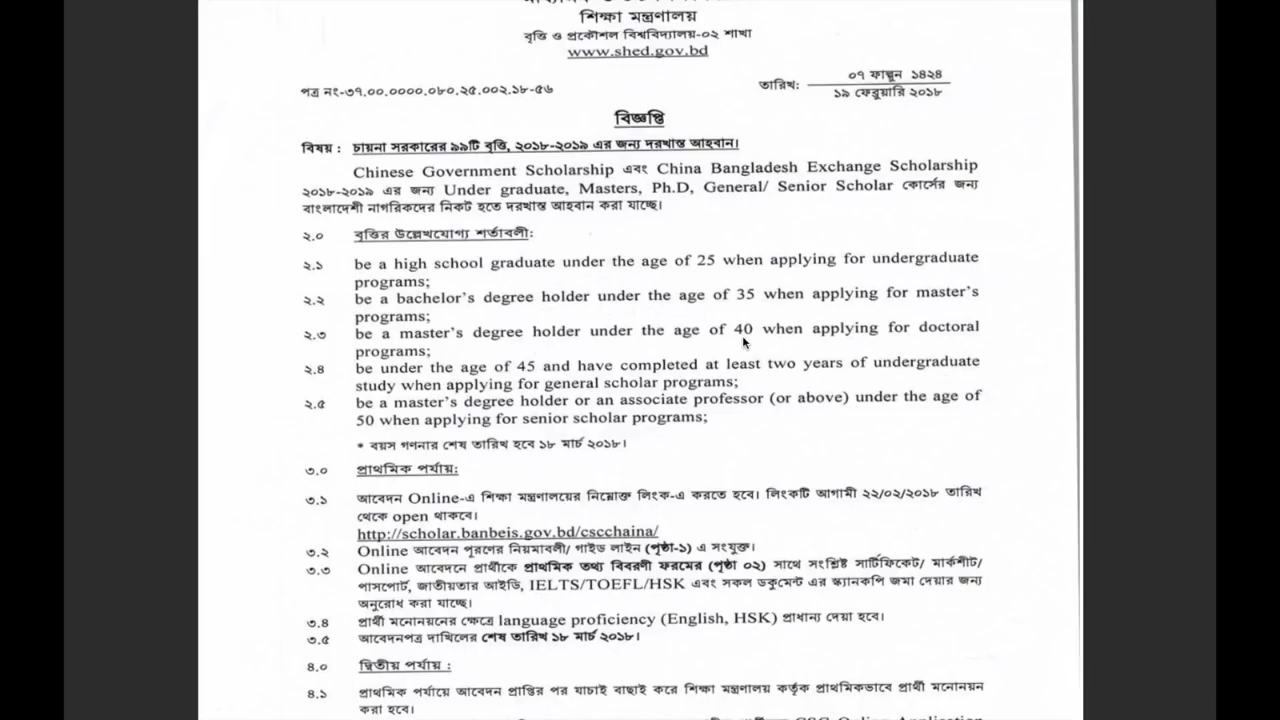 শিক্ষা মন্ত্রণালয়
বৃত্তি ও প্রকৌশল বিশ্ববিদ্যালয়-০২ শাখা
www.shed.gov.bd
পত্র নং-৩৭.০০.০০০০.০৮০.২৫.০০২.১৮-৫৬
তারিখ: ০৭ ফাল্গুন ১৪২৪
১৯ ফেব্রুয়ারি ২০১৮
বিজ্ঞপ্তি
বিষয় : চায়না সরকারের ৯৯টি বৃত্তি, ২০১৮-২০১৯ এর জন্য দরখাস্ত আহবান।
Chinese Government Scholarship এবং China Bangladesh Exchange Scholarship
২০১৮-২০১৯ এর জন্য Under graduate, Masters, Ph.D, General/ Senior Scholar কোর্সের জন্য
বাংলাদেশী নাগরিকদের নিকট হতে দরখাস্ত আহবান করা যাচ্ছে।
২.০ বৃত্তির উল্লেখযোগ্য শর্তাবলী:
২.১ be a high school graduate under the age of 25 when applying for undergraduate
programs;
২.২ be a bachelor's degree holder under the age of 35 when applying for master's
programs;
২.৩ be a master's degree holder under the age of 40 when applying for doctoral
programs;
২.৪ be under the age of 45 and have completed at least two years of undergraduate
study when applying for general scholar programs;
২.৫ be a master's degree holder or an associate professor (or above) under the age of
50 when applying for senior scholar programs;
* বয়স গণনার শেষ তারিখ হবে ১৮ মার্চ ২০১৮।
৩.০ প্রাথমিক পর্যায়:
৩.১ আবেদন Online-এ শিক্ষা মন্ত্রণালয়ের নিম্নোক্ত লিংক-এ করতে হবে। লিংকটি আগামী ২২/০২/২০১৮ তারিখ
থেকে open থাকবে।
http://scholar.banbeis.gov.bd/cscchaina/
৩.২ Online আবেদন পূরণের নিয়মাবলী/ গাইড লাইন (পৃষ্ঠা-১) এ সংযুক্ত।
৩.৩ Online আবেদনে প্রার্থীকে প্রাথমিক তথ্য বিবরণী ফরমের (পৃষ্ঠা ০২) সাথে সংশ্লিষ্ট সার্টিফিকেট/ মার্কশীট/
পাসপোর্ট, জাতীয়তার আইডি, IELTS/TOEFL/HSK এবং সকল ডকুমেন্ট এর স্ক্যানকপি জমা দেয়ার জন্য
অনুরোধ করা যাচ্ছে।
৩.৪ প্রার্থী মনোনয়নের ক্ষেত্রে language proficiency (English, HSK) প্রাধান্য দেয়া হবে।
৩.৫ আবেদনপত্র দাখিলের শেষ তারিখ ১৮ মার্চ ২০১৮।
৪.০ দ্বিতীয় পর্যায় :
৪.১ প্রাথমিক পর্যায়ে আবেদন প্রাপ্তির পর যাচাই বাছাই করে শিক্ষা মন্ত্রণালয় কর্তৃক প্রাথমিকভাবে প্রার্থী মনোনয়ন
করা হবে।
CSC Online Application